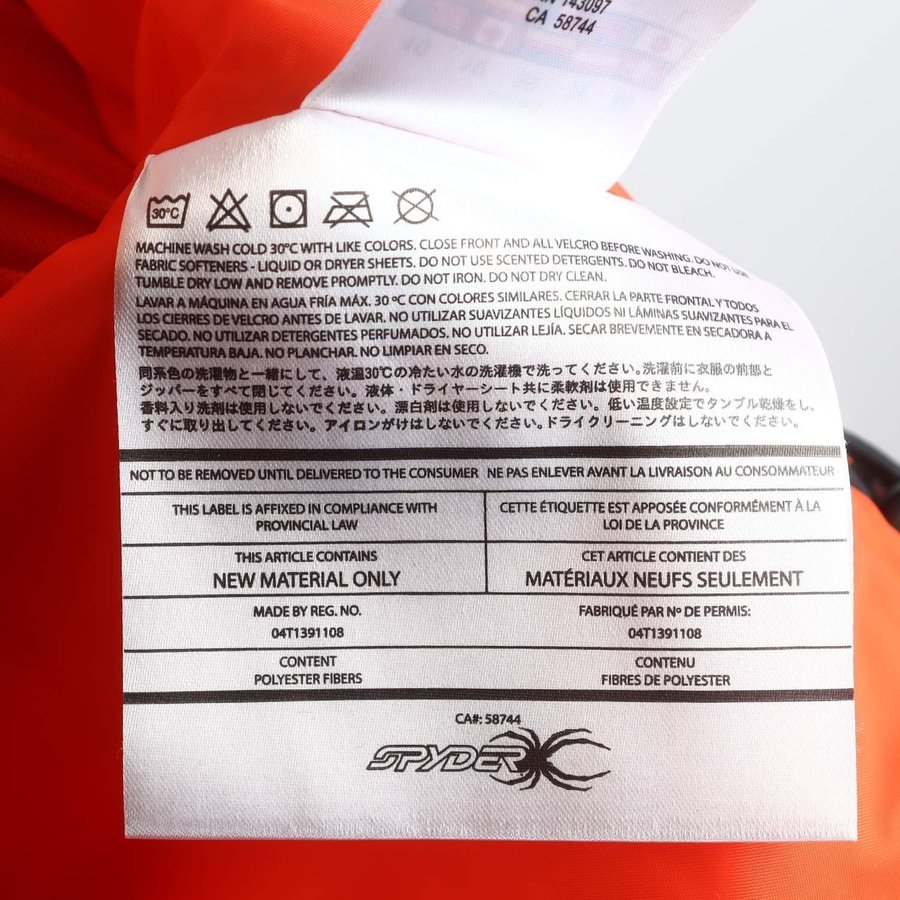 143097
CA 58744
30°C
MACHINE WASH COLD 30°C WITH LIKE COLORS. CLOSE FRONT AND ALL VELCRO BEFORE WASHING. DO NOT USE
FABRIC SOFTENERS - LIQUID OR DRYER SHEETS. DO NOT USE SCENTED DETERGENTS. DO NOT BLEACH.
TUMBLE DRY LOW AND REMOVE PROMPTLY. DO NOT IRON. DO NOT DRY CLEAN.
LAVAR A MÁQUINA EN AGUA FRÍA MÁX. 30 ºC CON COLORES SIMILARES. CERRAR LA PARTE FRONTAL Y TODOS
LOS CIERRES DE VELCRO ANTES DE LAVAR. NO UTILIZAR SUAVIZANTES LÍQUIDOS NI LÁMINAS SUAVIZANTES PARA EL
SECADO. NO UTILIZAR DETERGENTES PERFUMADOS. NO UTILIZAR LEJÍA. SECAR BREVEMENTE EN SECADORA A
TEMPERATURA BAJA. NO PLANCHAR. NO LIMPIAR EN SECO.
同系色の洗濯物と一緒にして、液温30℃の冷たい水の洗濯機で洗ってください。洗濯前に衣服の前部と
ジッパーをすべて閉じてください。液体・ドライヤーシート共に柔軟剤は使用できません。
香料入り洗剤は使用しないでください。漂白剤は使用しないでください。低い温度設定でタンブル乾燥をし、
すぐに取り出してください。アイロンがけはしないでください。ドライクリーニングはしないでください。
NOT TO BE REMOVED UNTIL DELIVERED TO THE CONSUMER NE PAS ENLEVER AVANT LA LIVRAISON AU CONSOMMATEUR
THIS LABEL IS AFFIXED IN COMPLIANCE WITH
PROVINCIAL LAW
CETTE ÉTIQUETTE EST APPOSÉE CONFORMÉMENT À LA
LOI DE LA PROVINCE
THIS ARTICLE CONTAINS
NEW MATERIAL ONLY
CET ARTICLE CONTIENT DES
MATÉRIAUX NEUFS SEULEMENT
MADE BY REG. NO.
04T1391108
FABRIQUÉ PAR Nº DE PERMIS:
04T1391108
CONTENT
POLYESTER FIBERS
CONTENU
FIBRES DE POLYESTER
CA#: 58744
SPYDER